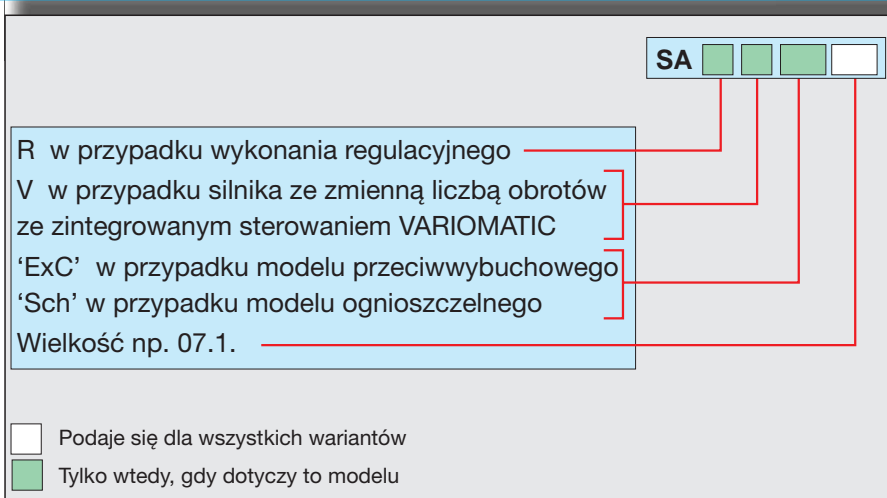 SA
R w przypadku wykonania regulacyjnego
V w przypadku silnika ze zmienną liczbą obrotów
ze zintegrowanym sterowaniem VARIOMATIC
‘ExC’ w przypadku modelu przeciwwybuchowego
‘Sch’ w przypadku modelu ognioszczelnego
Wielkość np. 07.1.
Podaje się dla wszystkich wariantów
Tylko wtedy, gdy dotyczy to modelu